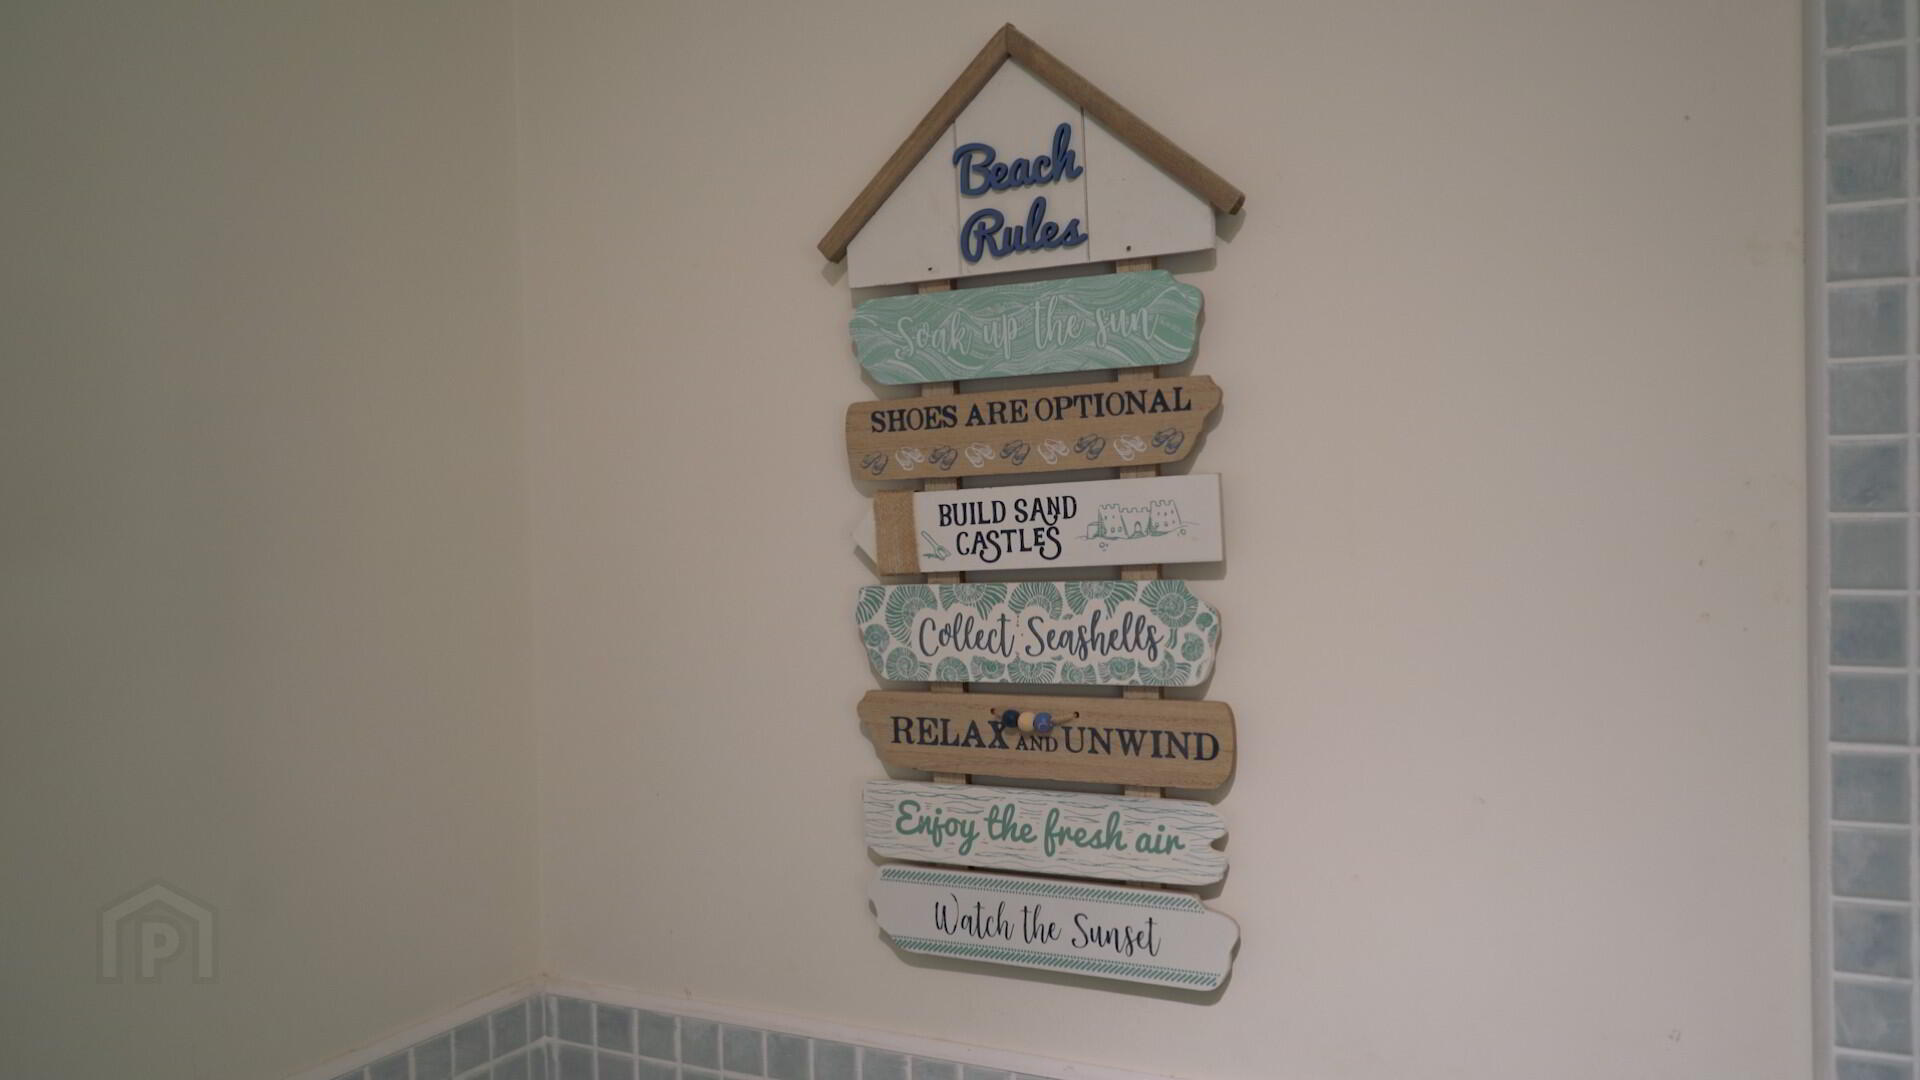 Beach
Rules
Soak up the sun
SHOES ARE OPTIONAL
BUILD SAND
CASTLES
Collect Seashells
RELAX AND UNWIND
Enjoy the fresh air
Watch the Sunset
P